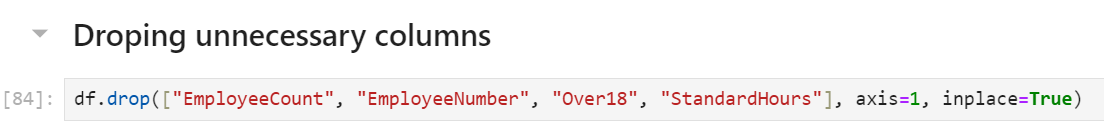 Droping unnecessary columns
[84]: df.drop(["EmployeeCount", "EmployeeNumber", "Over18", "StandardHours"], axis=1, inplace=True)